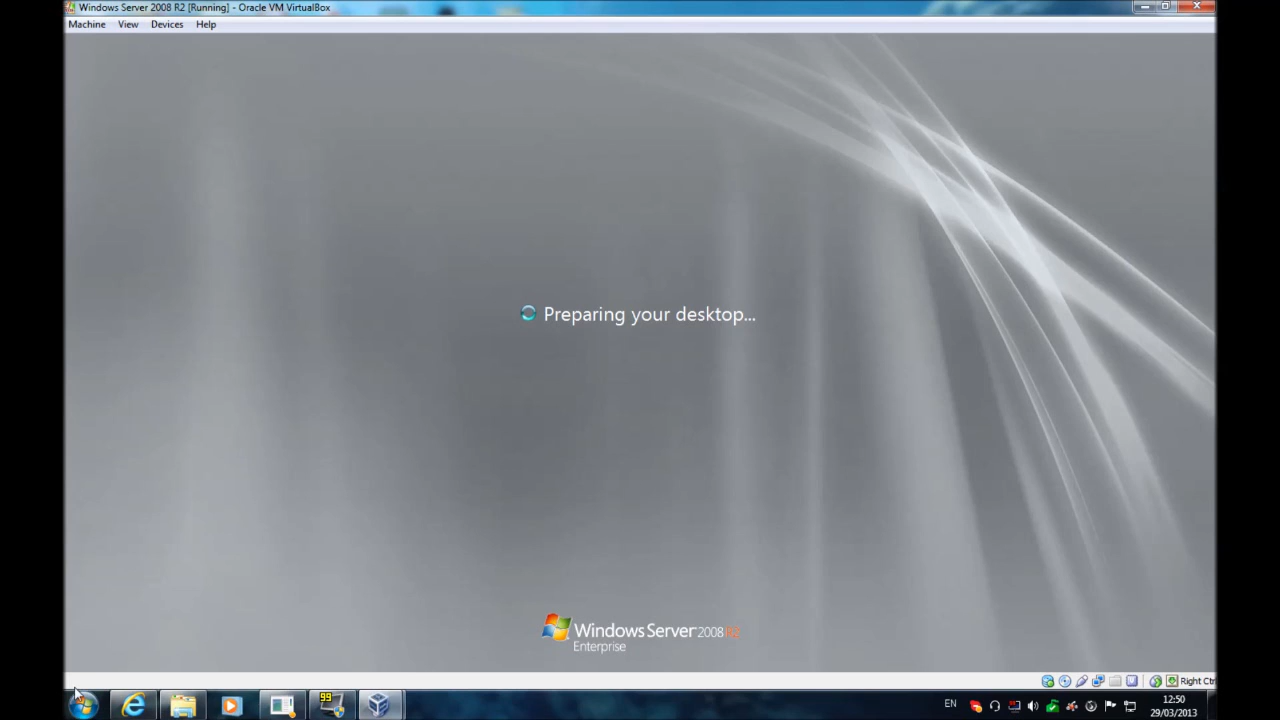 Windows Server 2008 R2 [Running] - Oracle VM VirtualBox
Machine View Devices Help
Preparing your desktop...
Windows Server 2008 R2
Enterprise
Right Ctrl
99
EN
12:50
29/03/2013